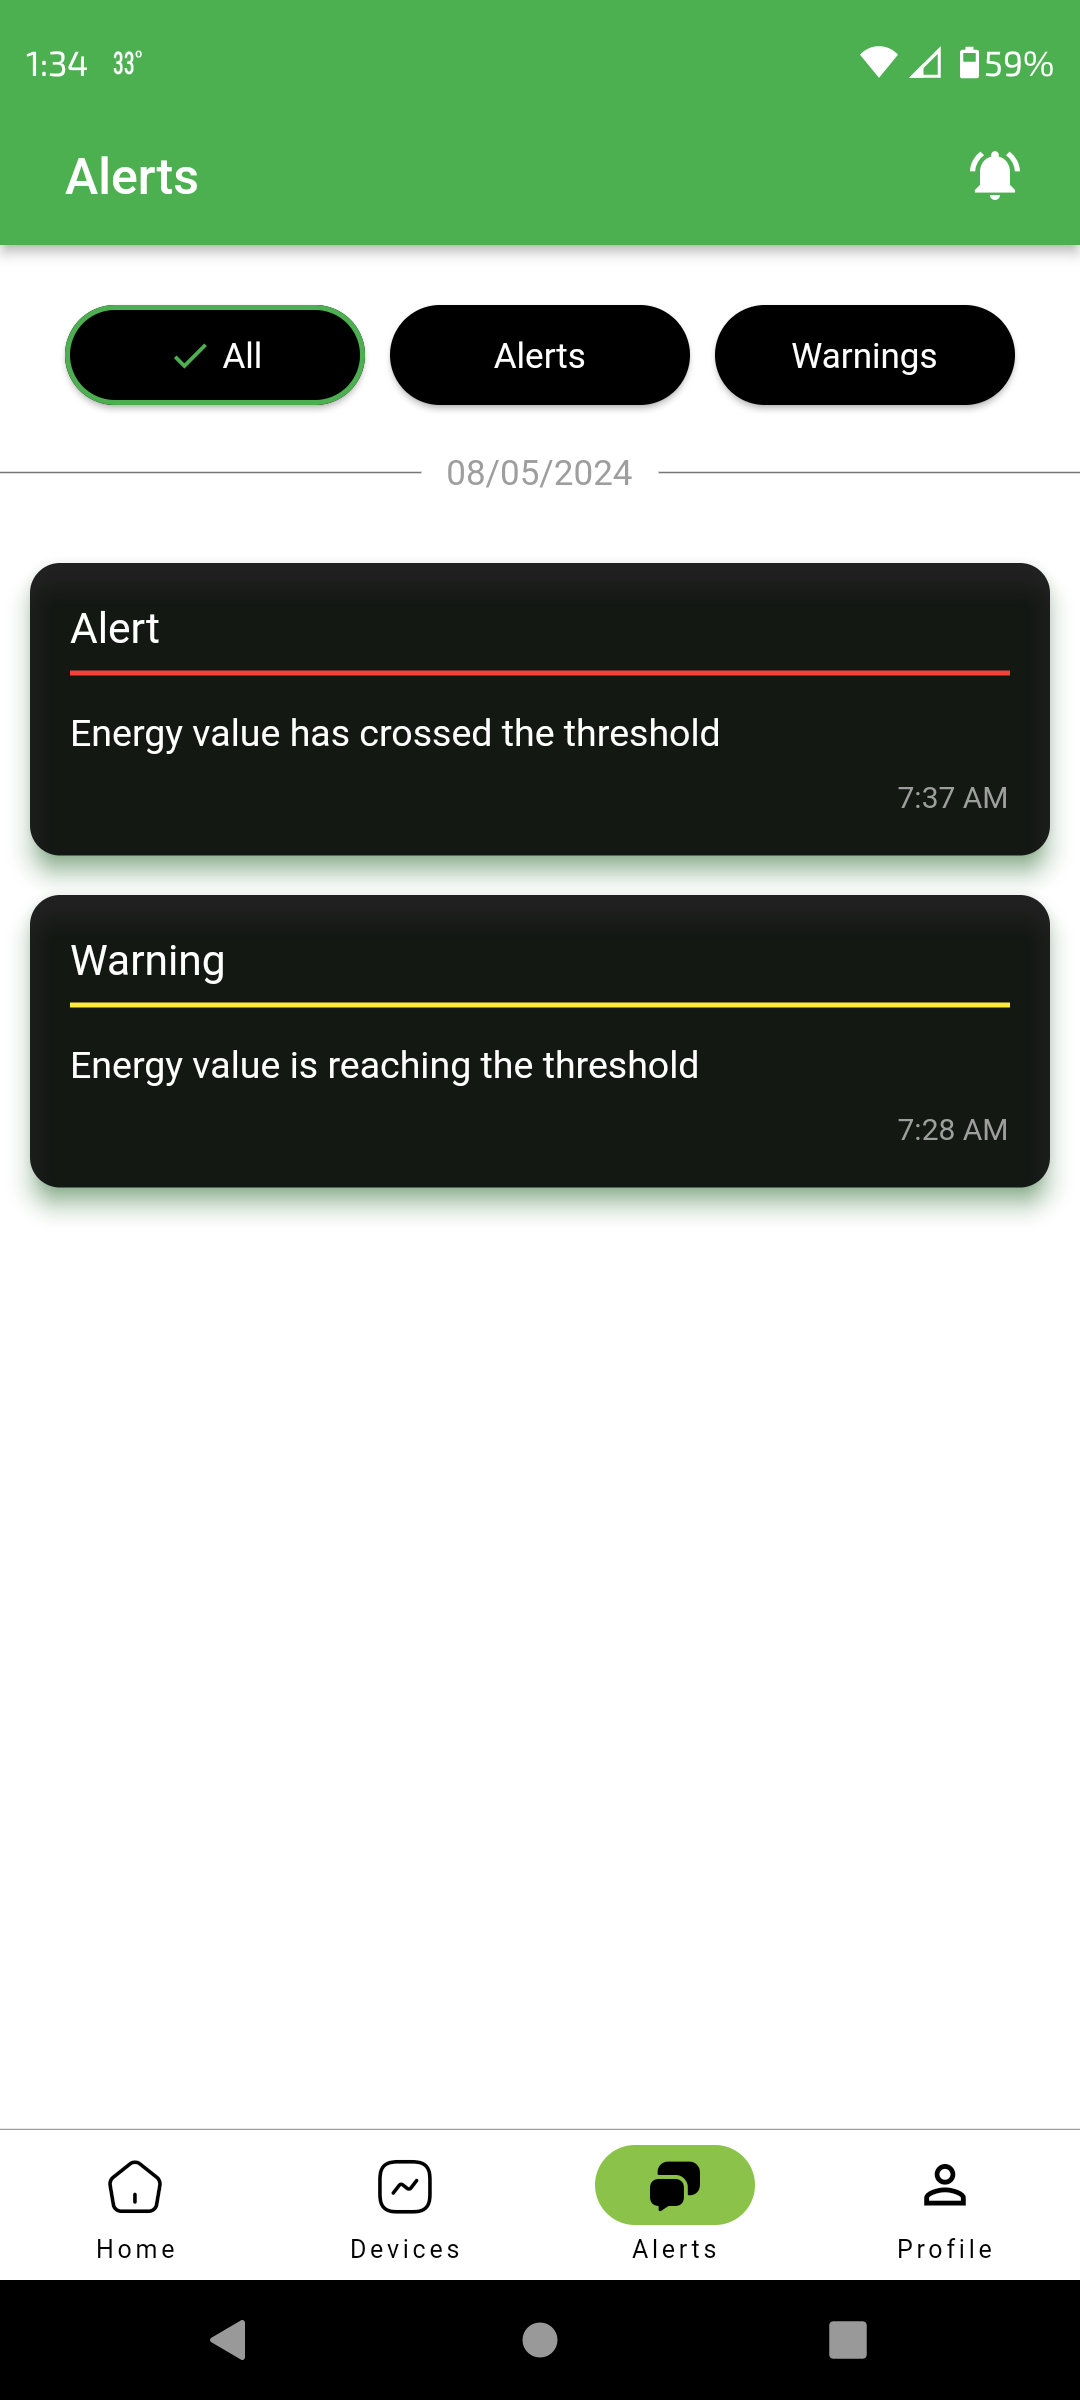 1:34 33° 59%
Alerts
All Alerts Warnings
08/05/2024
Alert
Energy value has crossed the threshold
7:37 AM
Warning
Energy value is reaching the threshold
7:28 AM
Home Devices Alerts Profile